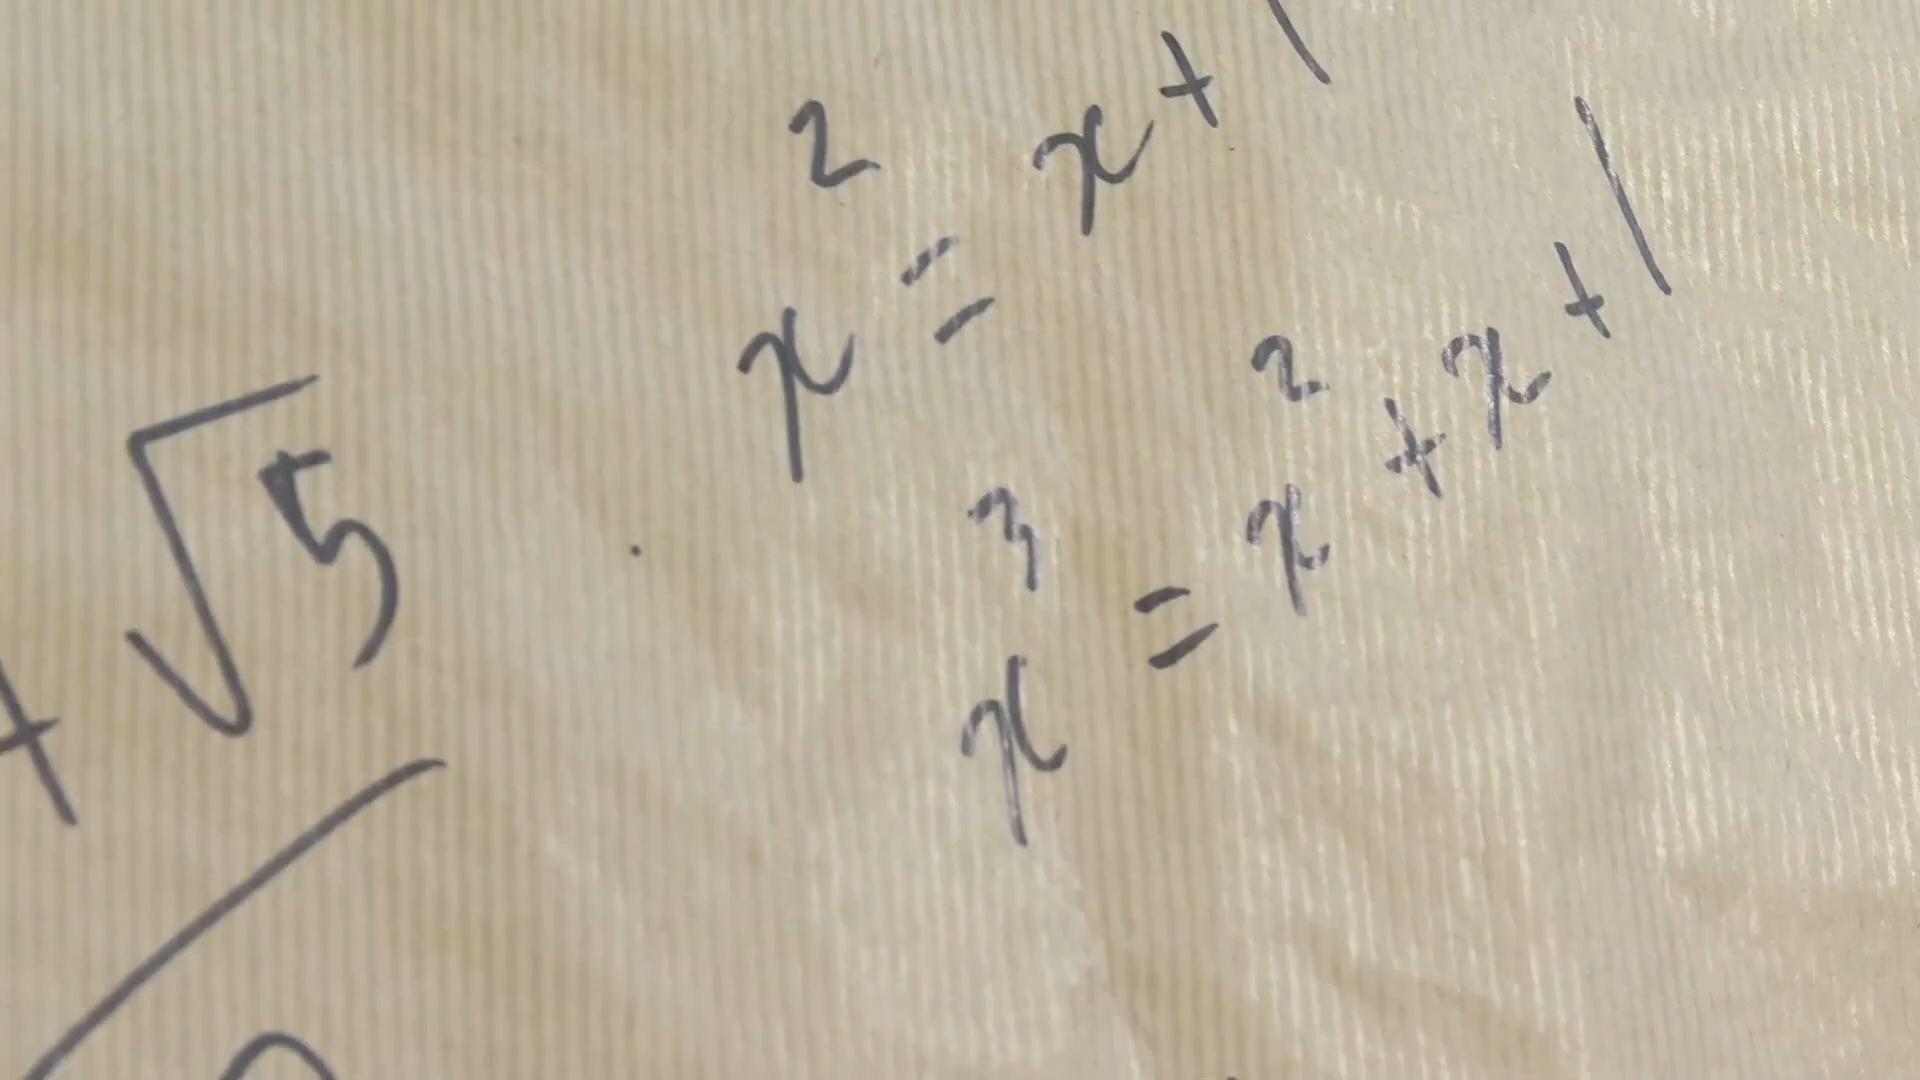 x² = x + 1
x³ = x² + x + 1
+ √5